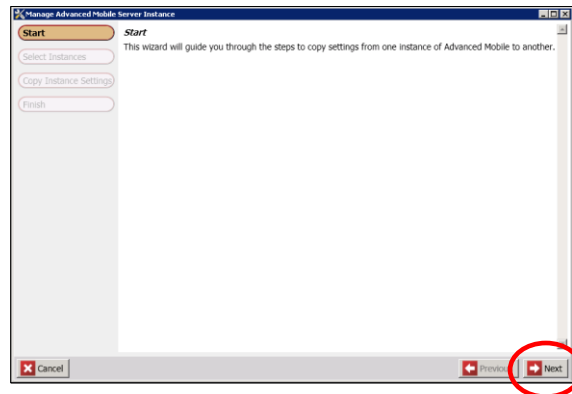 Manage Advanced Mobile Server Instance
Start
Select Instances
Copy Instance Settings
Finish
Start
This wizard will guide you through the steps to copy settings from one instance of Advanced Mobile to another.
Cancel
Previous
Next